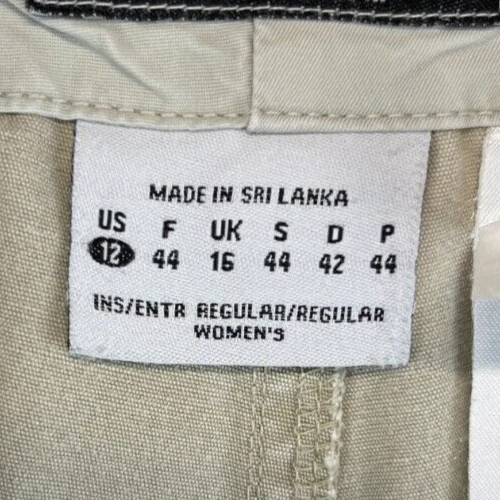 MADE IN SRI LANKA
US F UK S D P
12 44 16 44 42 44
INS/ENTR REGULAR/REGULAR
WOMEN'S